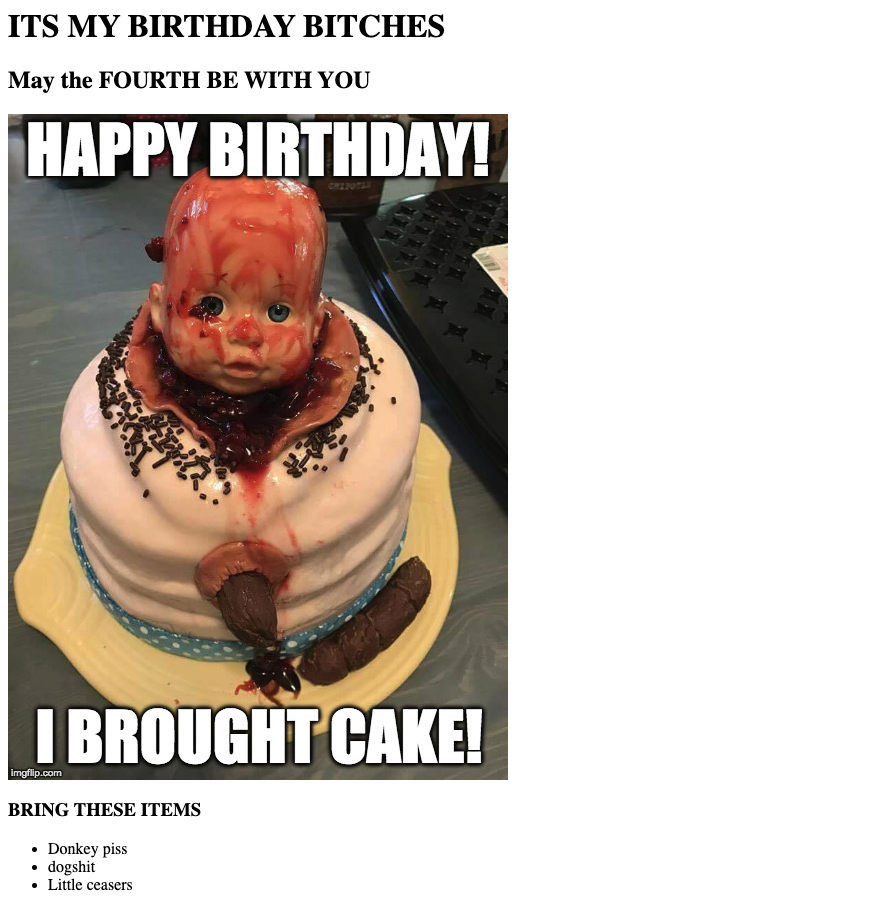 ITS MY BIRTHDAY BITCHES
May the FOURTH BE WITH YOU
HAPPY BIRTHDAY!
CHIPOTLE
I BROUGHT CAKE!
imgflip.com
BRING THESE ITEMS
Donkey piss
dogshit
Little ceasers